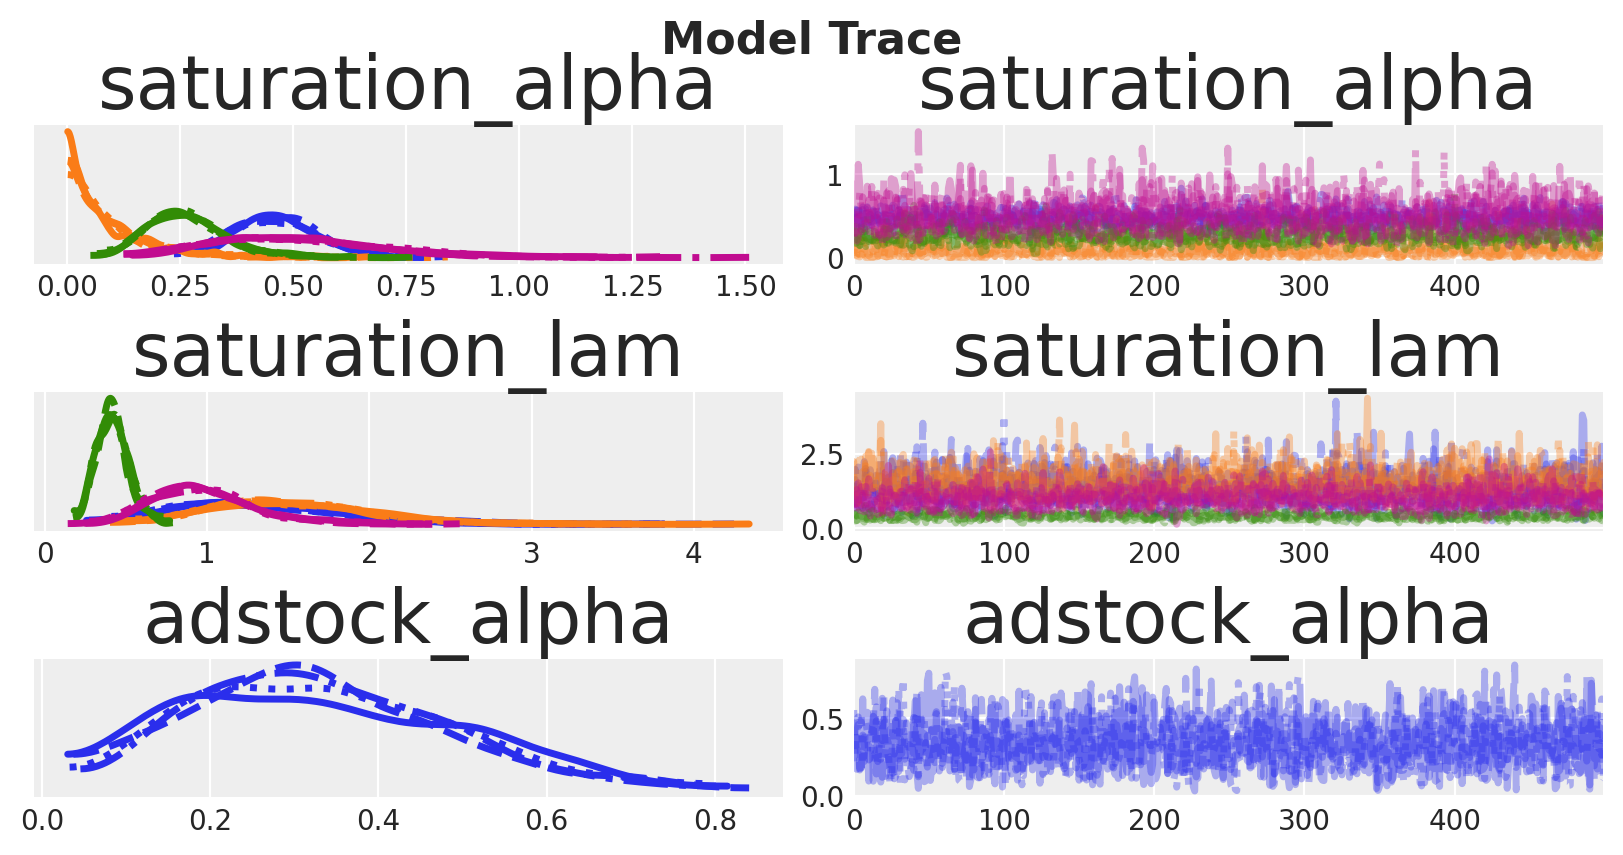 Model Trace
saturation_alpha saturation_alpha
1
0
0.00 0.25 0.50 0.75 1.00 1.25 1.50 0 100 200 300 400
saturation_lam saturation_lam
2.5
0.0
0 1 2 3 4 0 100 200 300 400
adstock_alpha adstock_alpha
0.5
0.0
0.0 0.2 0.4 0.6 0.8 0 100 200 300 400